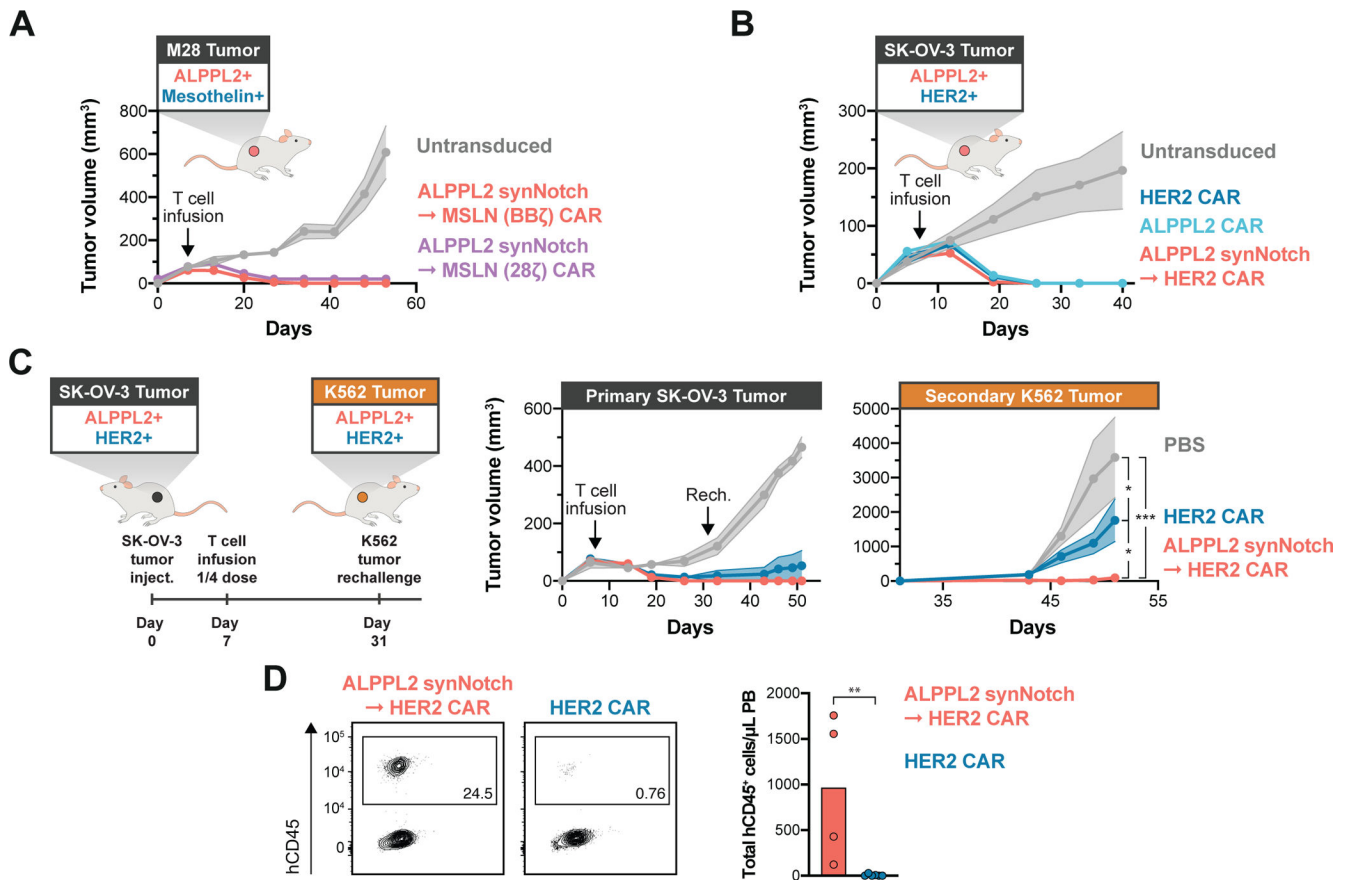 A
M28 Tumor
ALPPL2+
Mesothelin+
Tumor volume (mm³)
800
600
400
200
0
T cell
infusion
0
20
40
60
Days
Untransduced
ALPPL2 synNotch
→ MSLN (BBζ) CAR
ALPPL2 synNotch
→ MSLN (28ζ) CAR
B
SK-OV-3 Tumor
ALPPL2+
HER2+
Tumor volume (mm³)
300
200
100
0
T cell
infusion
0
10
20
30
40
Days
Untransduced
HER2 CAR
ALPPL2 CAR
ALPPL2 synNotch
→ HER2 CAR
C
SK-OV-3 Tumor
ALPPL2+
HER2+
K562 Tumor
ALPPL2+
HER2+
SK-OV-3
tumor
inject.
T cell
infusion
1/4 dose
K562
tumor
rechallenge
Day
0
Day
7
Day
31
Primary SK-OV-3 Tumor
Tumor volume (mm³)
600
400
200
0
T cell
infusion
Rech.
0
10
20
30
40
50
Days
Secondary K562 Tumor
5000
4000
3000
2000
1000
0
35
45
55
Days
*
*
***
PBS
HER2 CAR
ALPPL2 synNotch
→ HER2 CAR
D
ALPPL2 synNotch
→ HER2 CAR
HER2 CAR
hCD45
10⁵
10⁴
10⁴
0
24.5
0.76
Total hCD45⁺ cells/μL PB
2000
1500
1000
500
0
**
ALPPL2 synNotch
→ HER2 CAR
HER2 CAR